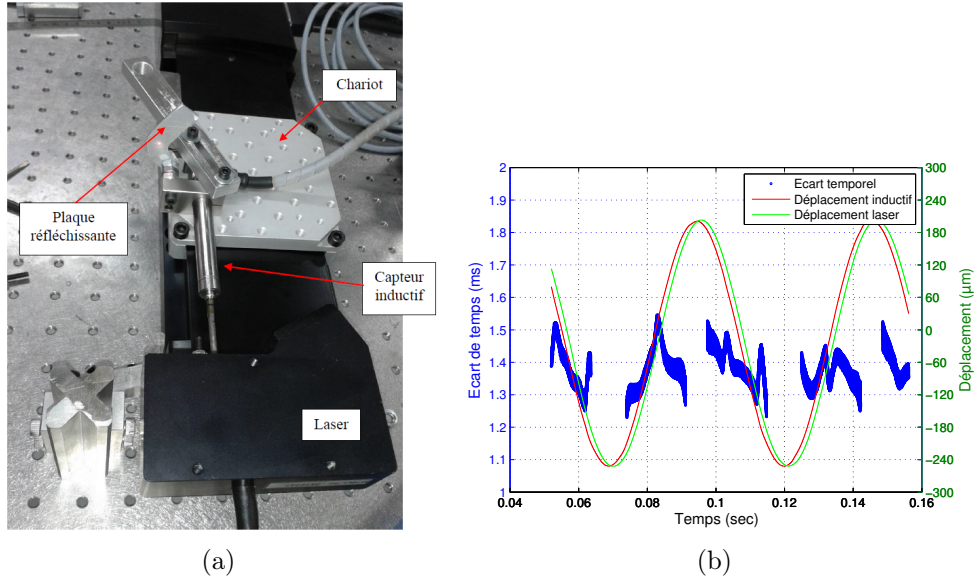 Chariot
Plaque
réfléchissante
Capteur
inductif
Laser
(a)
Ecart de temps (ms)
2
1.9
1.8
1.7
1.6
1.5
1.4
1.3
1.2
1.1
1
Ecart temporel
Déplacement inductif
Déplacement laser
300
240
180
120
60
0
−60
−120
−180
−240
−300
Déplacement (µm)
0.04
0.06
0.08
0.1
0.12
0.14
0.16
Temps (sec)
(b)